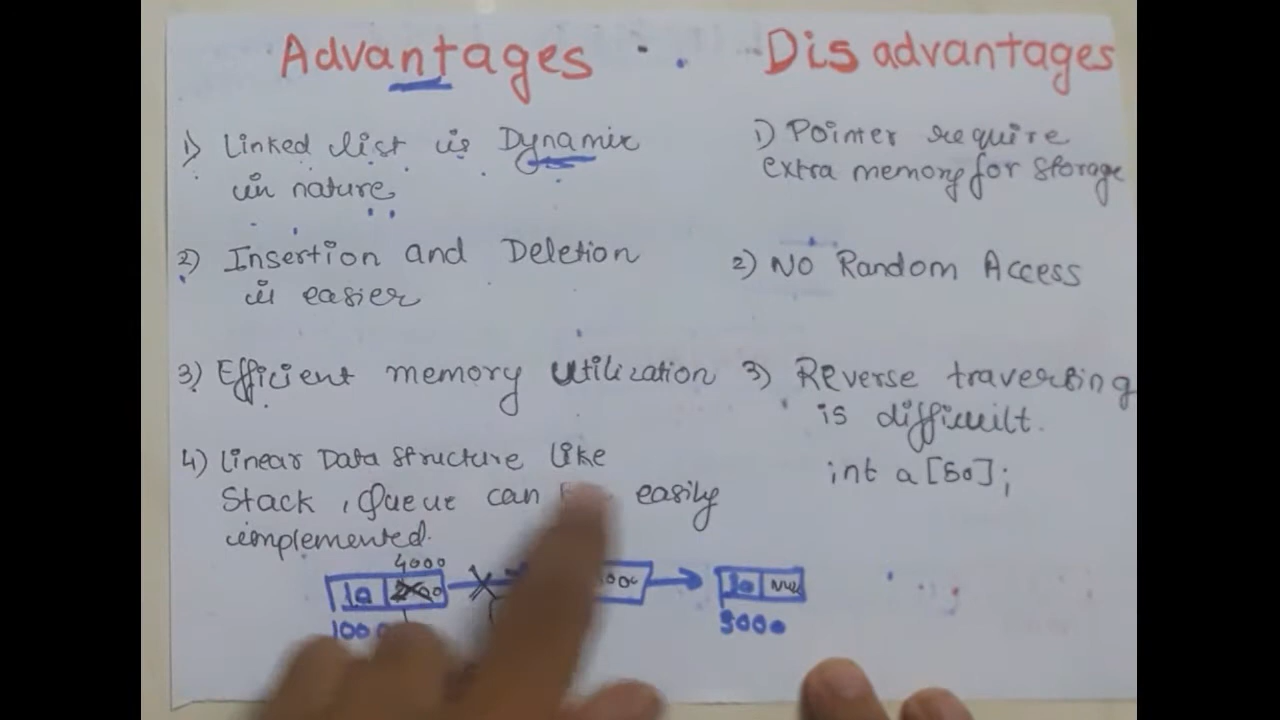 Advantages
1) Linked list is Dynamic
in nature
2) Insertion and Deletion
is easier
3) Efficient memory utilization
4) Linear Data structure like
Stack, Queue can easily
implemented.
Disadvantages
1) Pointer require
extra memory for storage
2) NO Random Access
3) Reverse traversing
is difficuilt.
int a[50];
4000
10
1000
3000